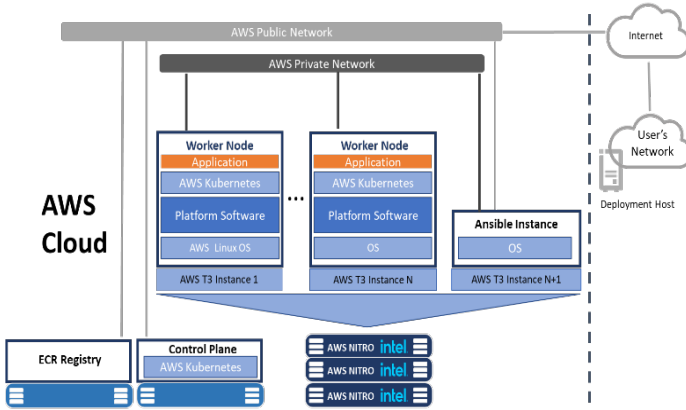 AWS Public Network
Internet
AWS Private Network
User's
Network
Deployment Host
Worker Node
Application
AWS Kubernetes
Platform Software
AWS Linux OS
AWS T3 Instance 1
...
Worker Node
Application
AWS Kubernetes
Platform Software
OS
AWS T3 Instance N
Ansible Instance
OS
AWS T3 Instance N+1
AWS
Cloud
ECR Registry
Control Plane
AWS Kubernetes
AWS NITRO intel
AWS NITRO intel
AWS NITRO intel